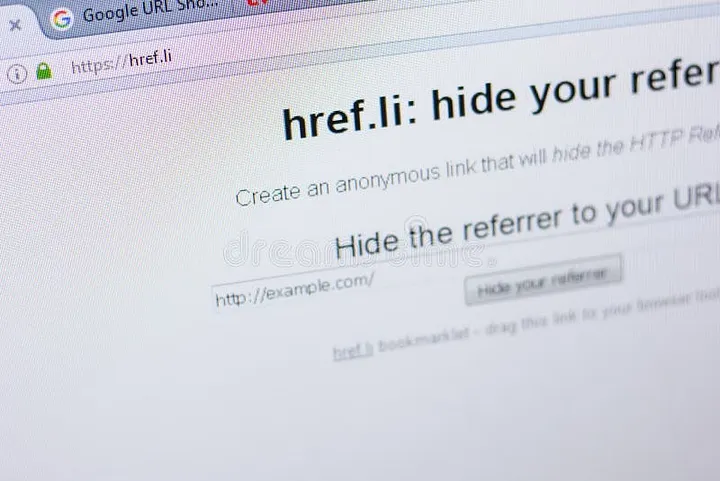 Google URL Sho...
https://href.li
href.li: hide your refer
Create an anonymous link that will hide the HTTP Ref
Hide the referrer to your URL
dreamstime.
http://example.com/
Hide your referrer
href.li bookmarklet - drag this link to your browser tool